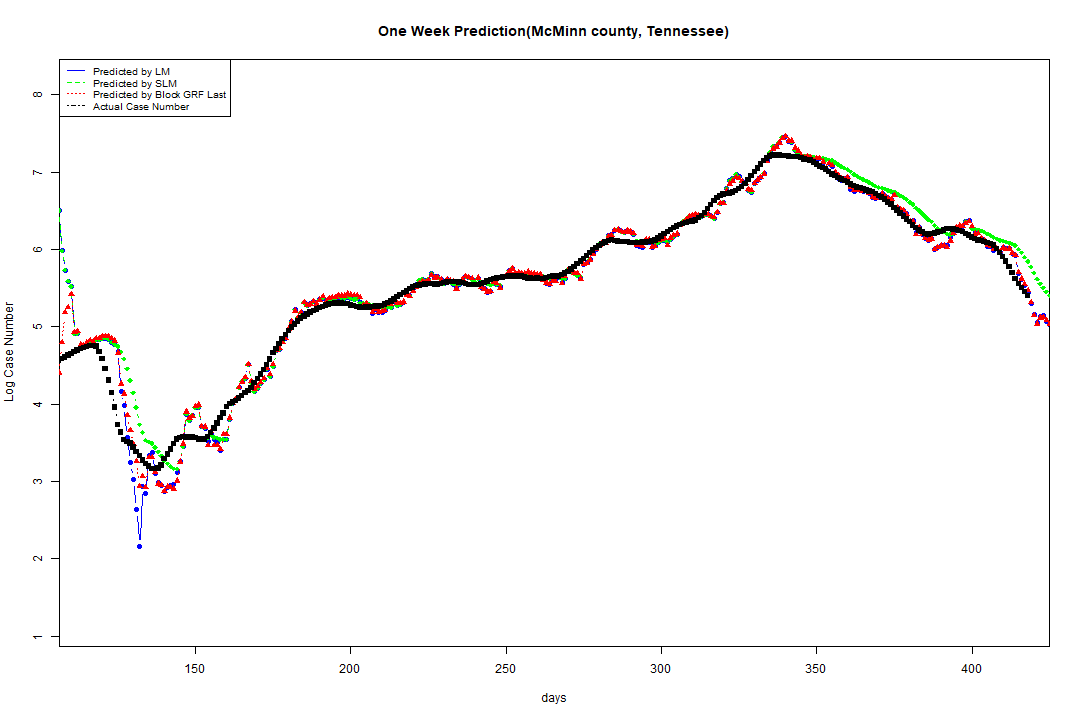 One Week Prediction(McMinn county, Tennessee)
Predicted by LM
Predicted by SLM
Predicted by Block GRF Last
Actual Case Number
8
7
6
5
4
3
2
1
Log Case Number
150 200 250 300 350 400
days